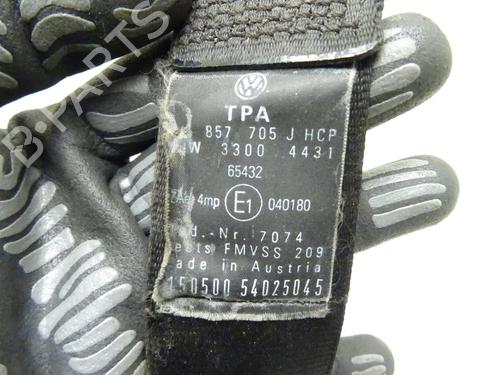 TPA
857 705 J HCP
W 3300 4431
65432
4mp E1 040180
d.-Nr. 7074
eets FMVSS 209
ade in Austria
150500 54025045
B-PARTS